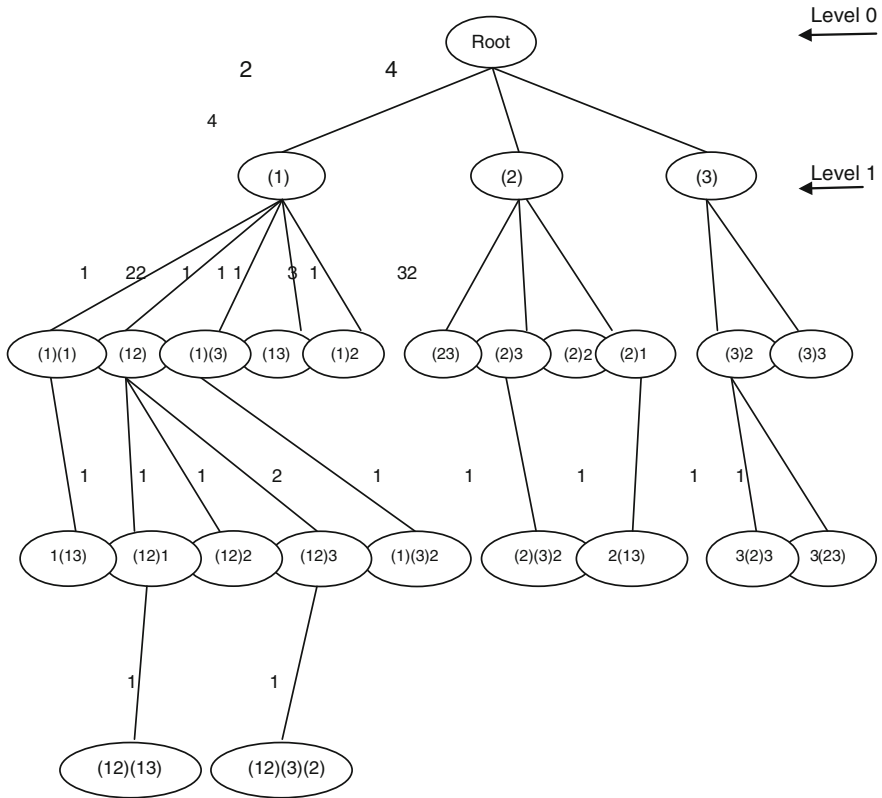 Level 0
Root
2 4
4
Level 1
(1) (2) (3)
1 22 1 1 1 3 1 32
(1)(1) (12) (1)(3) (13) (1)2 (23) (2)3 (2)2 (2)1 (3)2 (3)3
1 1 1 2 1 1 1 1 1
1(13) (12)1 (12)2 (12)3 (1)(3)2 (2)(3)2 2(13) 3(2)3 3(23)
1 1
(12)(13) (12)(3)(2)